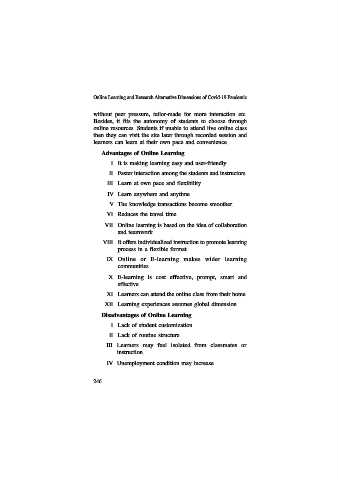 Online Learning and Research Alternative Dimensions of Covid-19 Pandemic
without peer pressure, tailor-made for more interaction etc.
Besides, it fits the autonomy of students to choose through
online resources. Students if unable to attend live online class
then they can visit the site later through recorded session and
learners can learn at their own pace and convenience.
Advantages of Online Learning
I It is making learning easy and user-friendly
II Foster interaction among the students and instructors
III Learn at own pace and flexibility
IV Learn anywhere and anytime
V The knowledge transactions become smoother
VI Reduces the travel time
VII Online learning is based on the idea of collaboration
and teamwork
VIII It offers individualized instruction to promote learning
process in a flexible format
IX Online or E-learning makes wider learning
communities
X E-learning is cost effective, prompt, smart and
effective
XI Learners can attend the online class from their home
XII Learning experiences assumes global dimension
Disadvantages of Online Learning
I Lack of student customization
II Lack of routine structure
III Learners may feel isolated from classmates or
instruction
IV Unemployment condition may increase
246